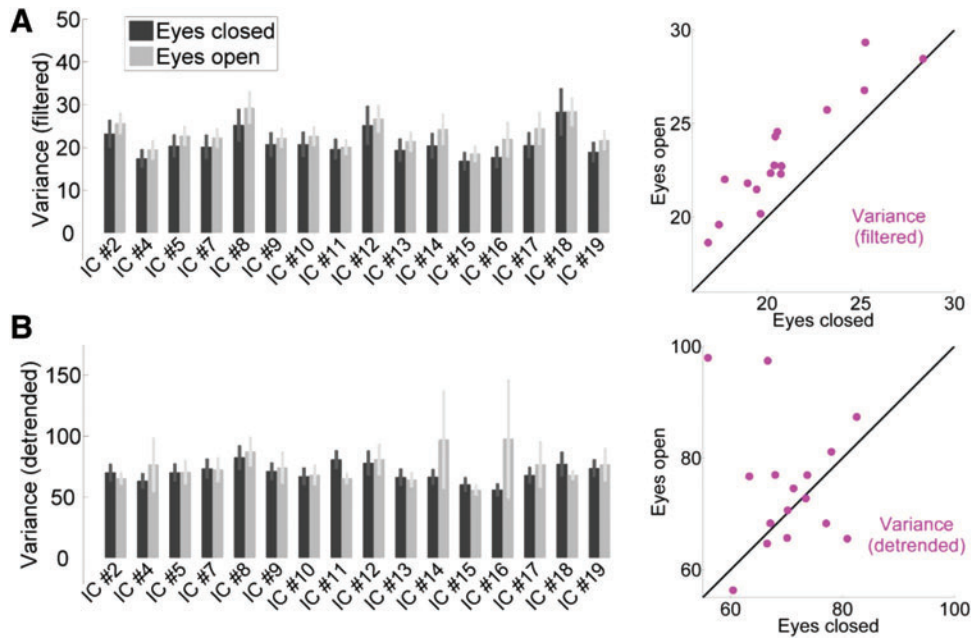 A
50
40
30
20
10
0
Variance (filtered)
Eyes closed
Eyes open
IC #2
IC #4
IC #5
IC #7
IC #8
IC #9
IC #10
IC #11
IC #12
IC #13
IC #14
IC #15
IC #16
IC #17
IC #18
IC #19
30
25
20
Eyes open
Variance
(filtered)
20
25
30
Eyes closed
B
150
100
50
0
Variance (detrended)
IC #2
IC #4
IC #5
IC #7
IC #8
IC #9
IC #10
IC #11
IC #12
IC #13
IC #14
IC #15
IC #16
IC #17
IC #18
IC #19
100
80
60
Eyes open
Variance
(detrended)
60
80
100
Eyes closed